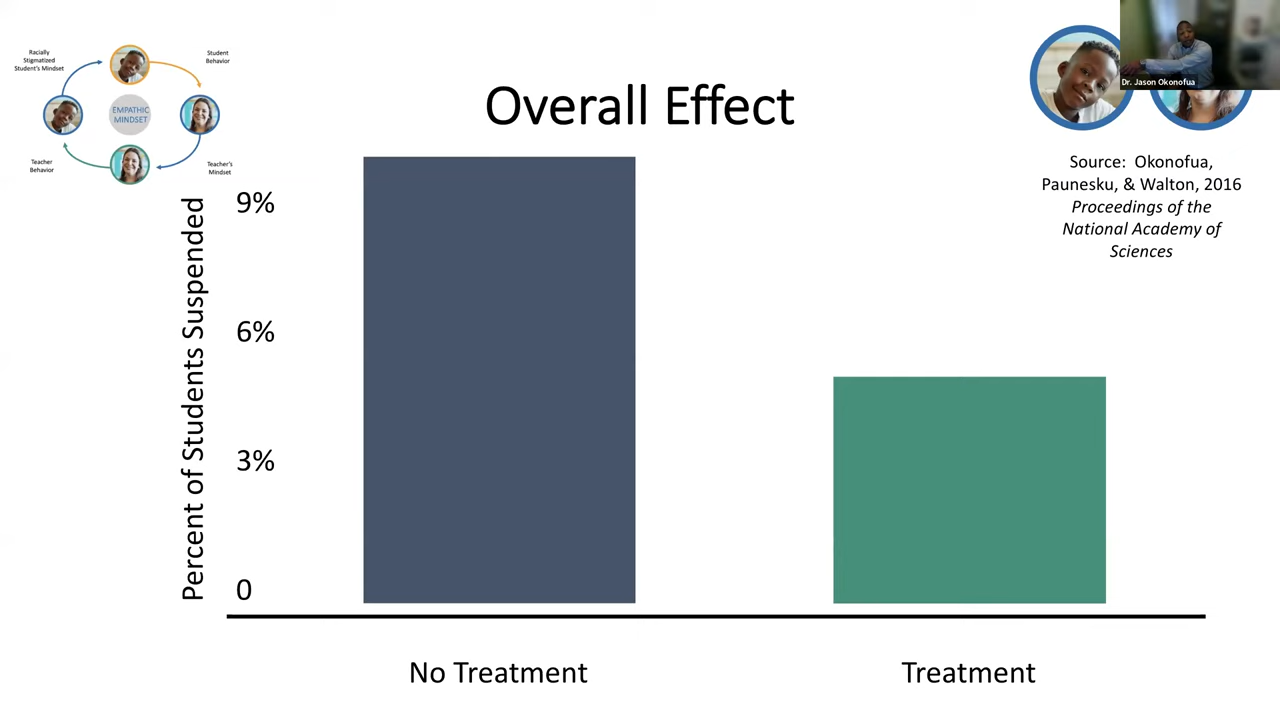 Racially
Stigmatized
Student's Mindset
Student
Behavior
EMPATHIC
MINDSET
Teacher
Behavior
Teacher's
Mindset
Overall Effect
Dr. Jason Okonofua
Source: Okonofua,
Paunesku, & Walton, 2016
Proceedings of the
National Academy of
Sciences
Percent of Students Suspended
9%
6%
3%
0
No Treatment
Treatment